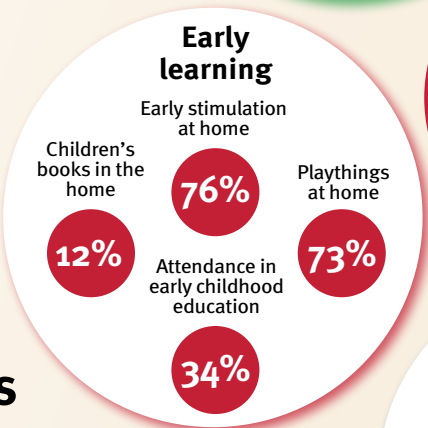 Early
learning
Early stimulation
at home
76%
Children's
books in the
home
12%
Playthings
at home
73%
Attendance in
early childhood
education
34%
s